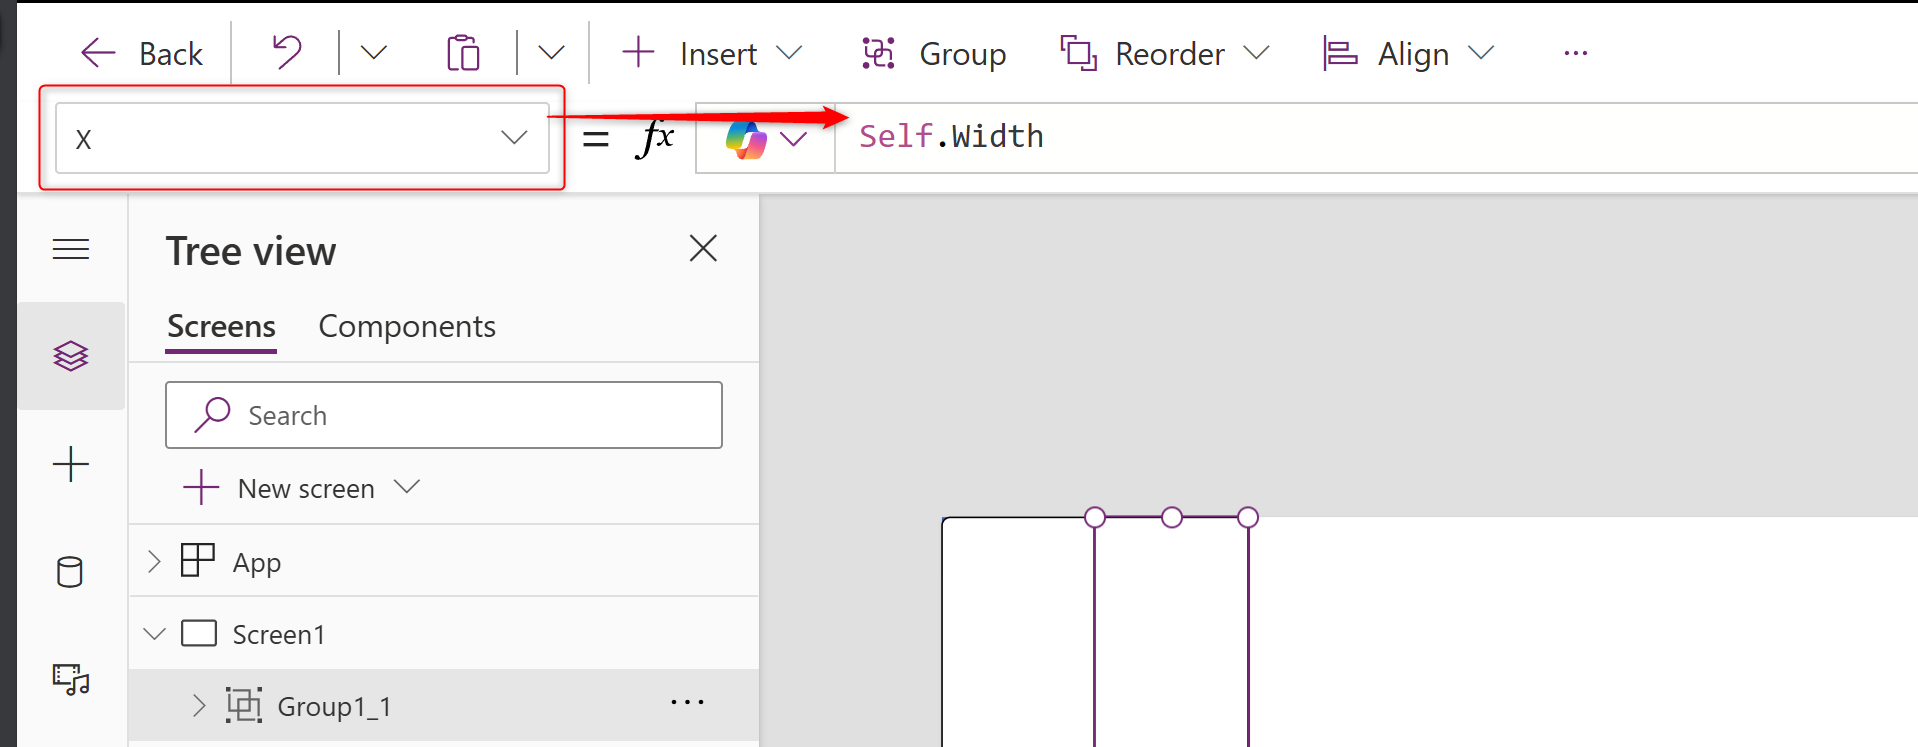 Back Insert Group Reorder Align ...
X = fx Self.Width
Tree view
Screens Components
Search
New screen
App
Screen1
Group1_1 ...